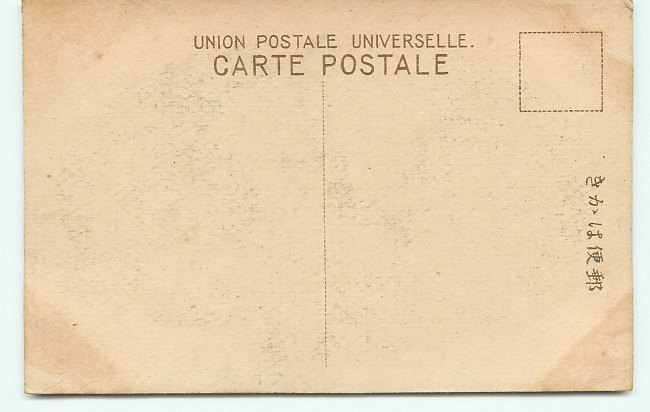 UNION POSTALE UNIVERSELLE.
CARTE POSTALE
きかは便郵